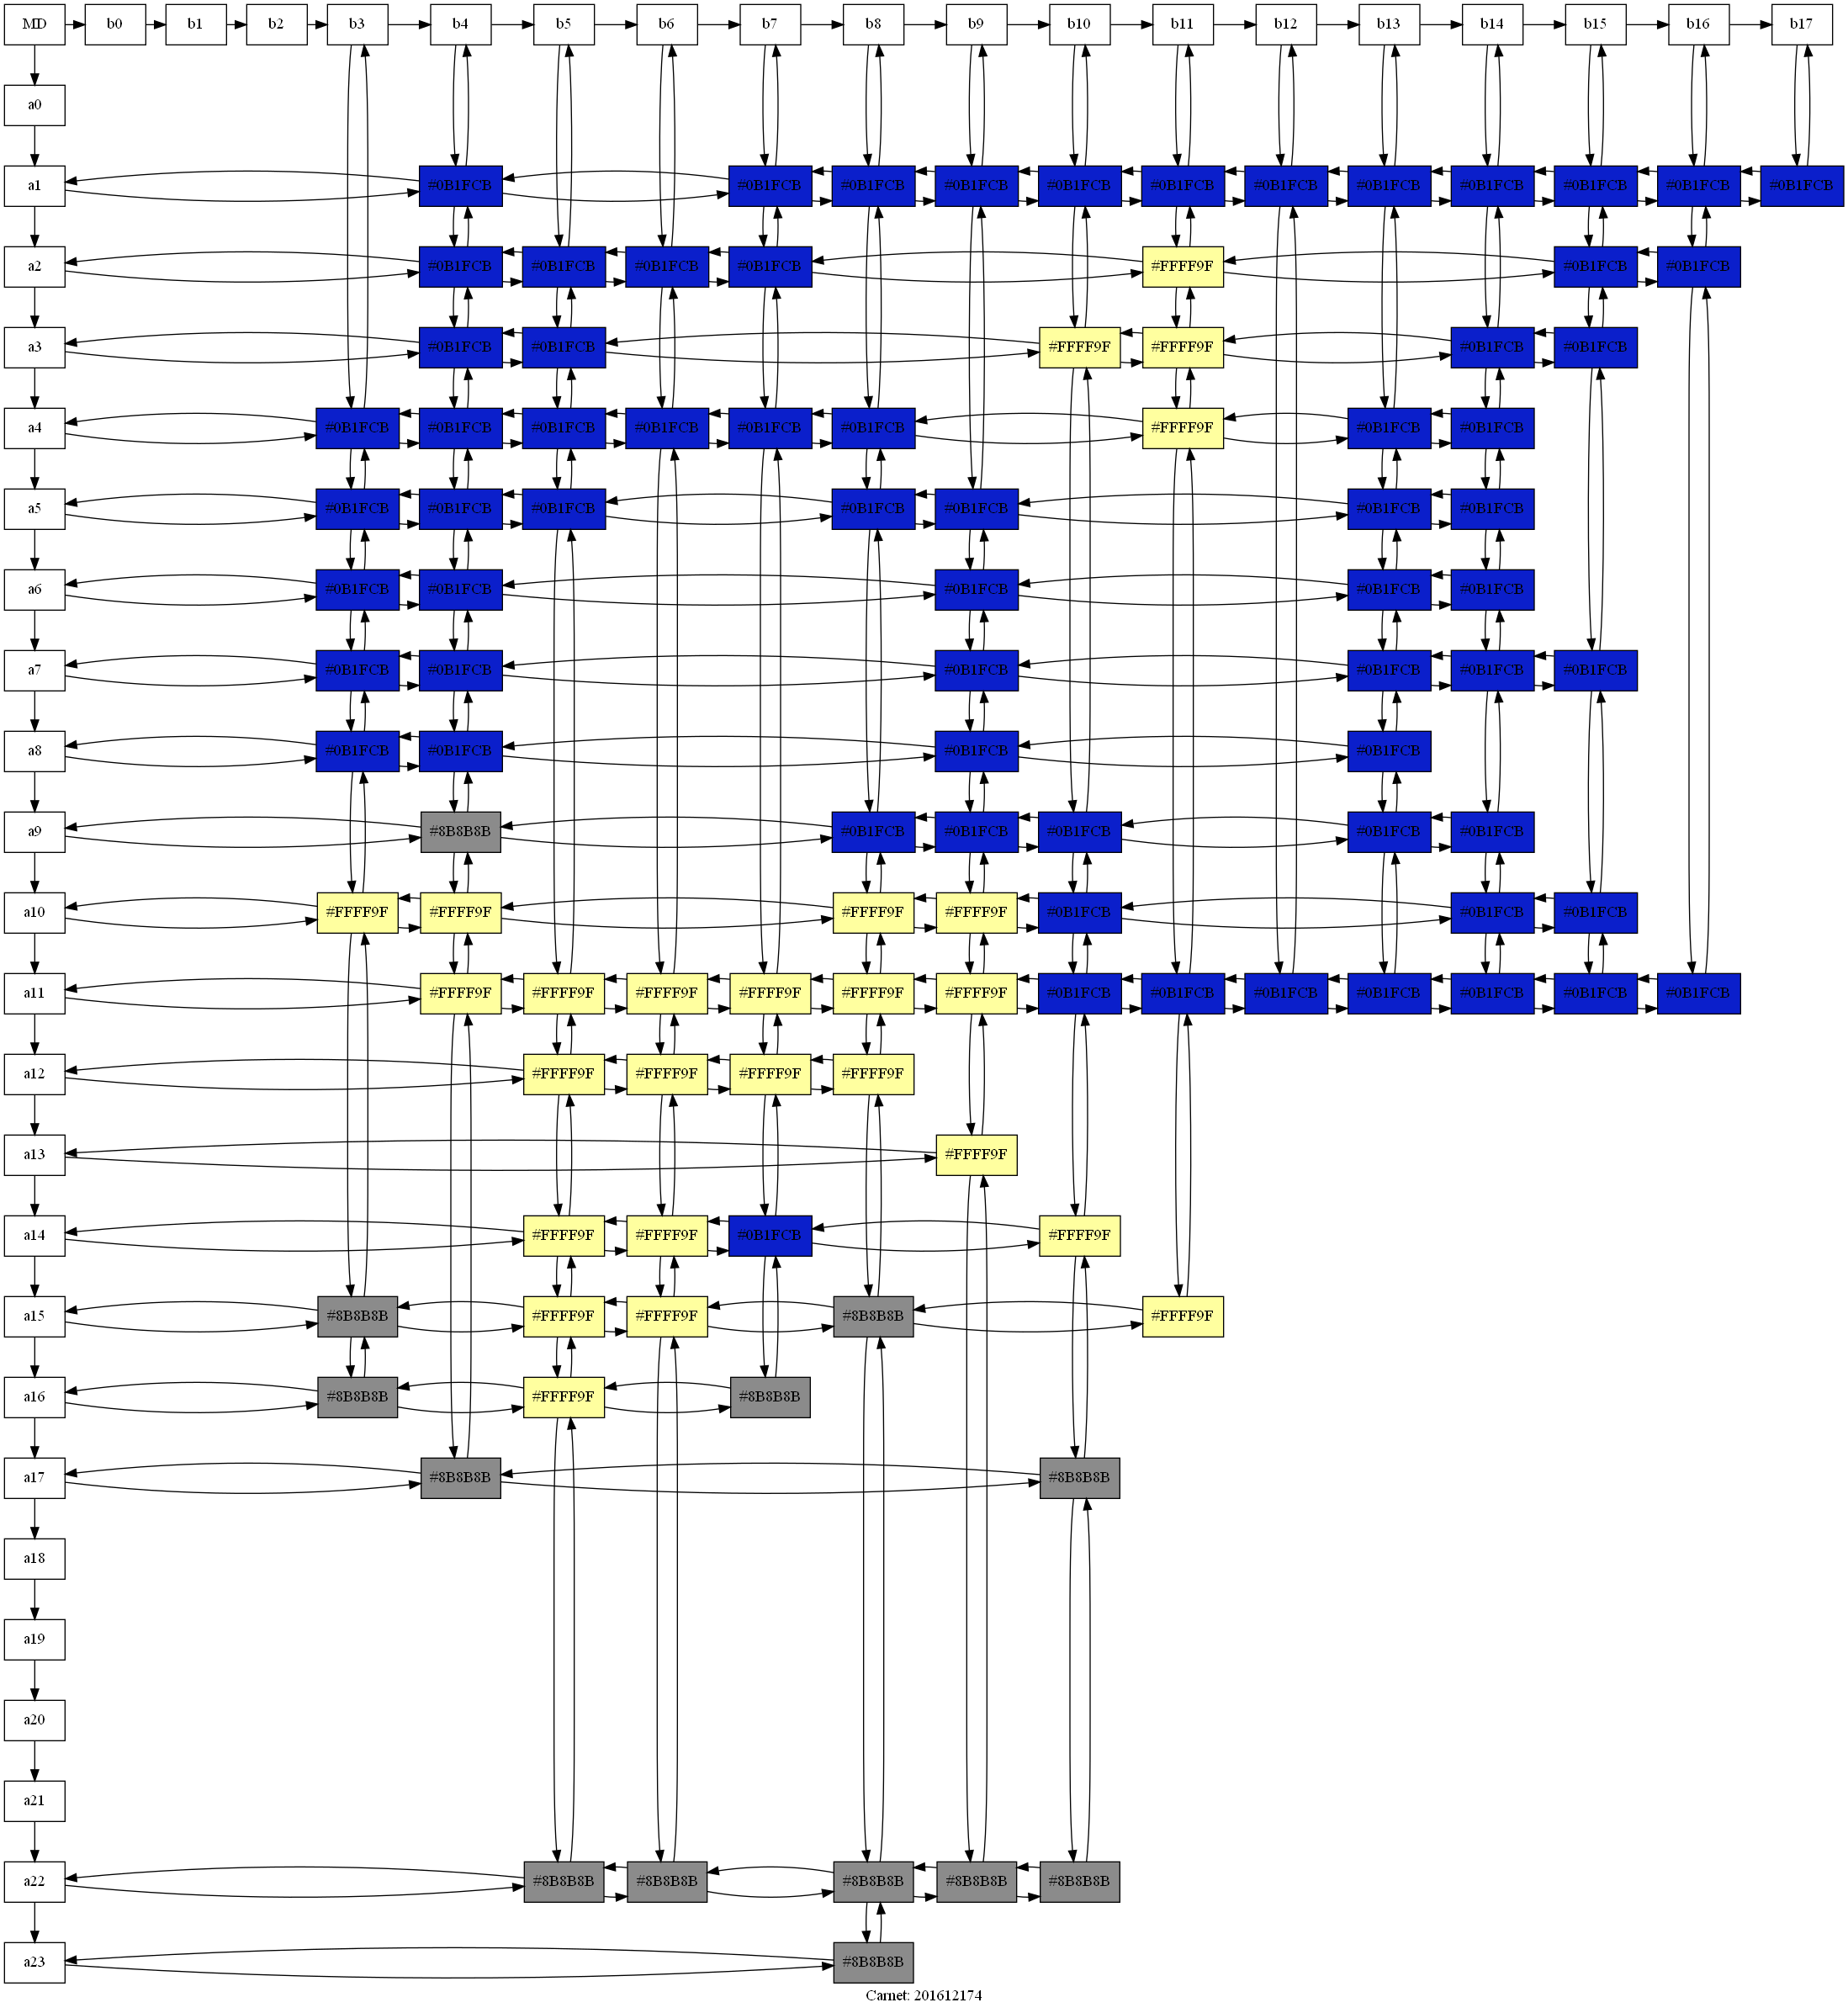 MD b0 b1 b2 b3 b4 b5 b6 b7 b8 b9 b10 b11 b12 b13 b14 b15 b16 b17
a0
a1 #0B1FCB #0B1FCB #0B1FCB #0B1FCB #0B1FCB #0B1FCB #0B1FCB #0B1FCB #0B1FCB #0B1FCB #0B1FCB #0B1FCB
a2 #0B1FCB #0B1FCB #0B1FCB #0B1FCB #FFFF9F #0B1FCB #0B1FCB
a3 #0B1FCB #0B1FCB #FFFF9F #FFFF9F #0B1FCB #0B1FCB
a4 #0B1FCB #0B1FCB #0B1FCB #0B1FCB #0B1FCB #0B1FCB #FFFF9F #0B1FCB #0B1FCB
a5 #0B1FCB #0B1FCB #0B1FCB #0B1FCB #0B1FCB #0B1FCB #0B1FCB
a6 #0B1FCB #0B1FCB #0B1FCB #0B1FCB #0B1FCB
a7 #0B1FCB #0B1FCB #0B1FCB #0B1FCB #0B1FCB #0B1FCB
a8 #0B1FCB #0B1FCB #0B1FCB #0B1FCB
a9 #8B8B8B #0B1FCB #0B1FCB #0B1FCB #0B1FCB #0B1FCB
a10 #FFFF9F #FFFF9F #FFFF9F #FFFF9F #0B1FCB #0B1FCB #0B1FCB
a11 #FFFF9F #FFFF9F #FFFF9F #FFFF9F #FFFF9F #FFFF9F #0B1FCB #0B1FCB #0B1FCB #0B1FCB #0B1FCB #0B1FCB #0B1FCB
a12 #FFFF9F #FFFF9F #FFFF9F #FFFF9F
a13 #FFFF9F
a14 #FFFF9F #FFFF9F #0B1FCB #FFFF9F
a15 #8B8B8B #FFFF9F #FFFF9F #8B8B8B #FFFF9F
a16 #8B8B8B #FFFF9F #8B8B8B
a17 #8B8B8B #8B8B8B
a18
a19
a20
a21
a22 #8B8B8B #8B8B8B #8B8B8B #8B8B8B #8B8B8B
a23 #8B8B8B
Carnet: 201612174